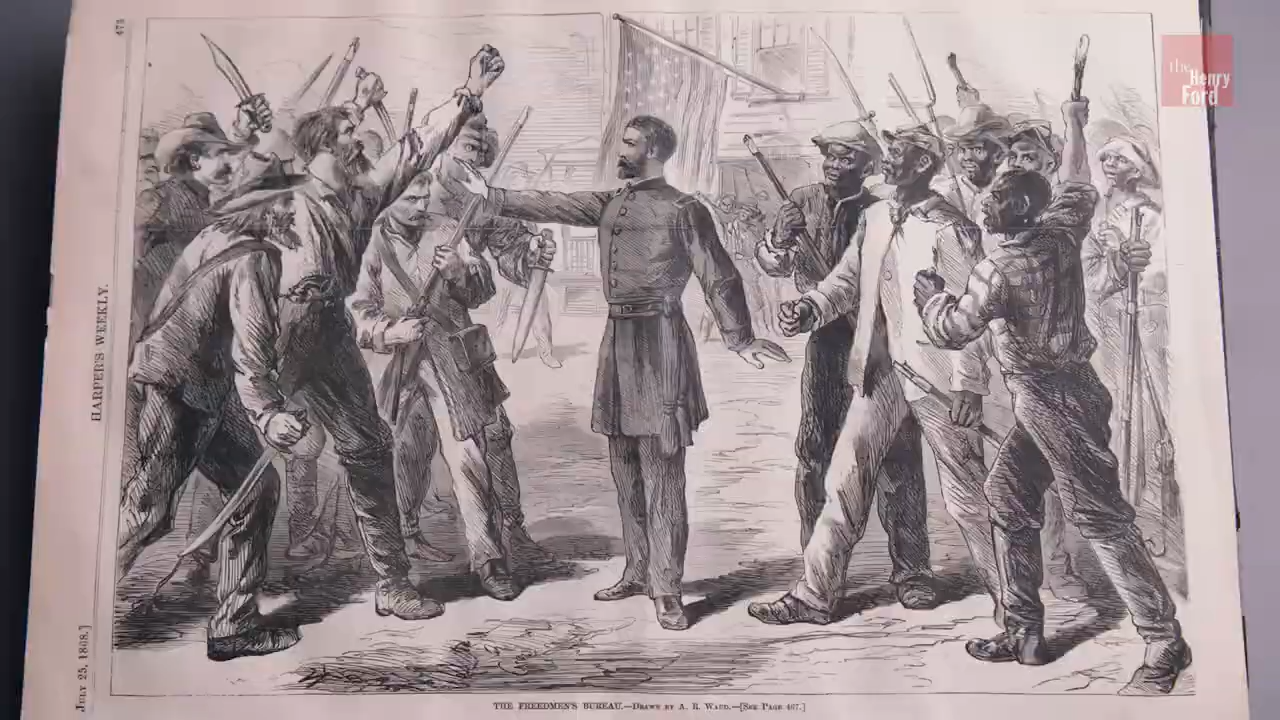 the
Henry
Ford
473
HARPER'S WEEKLY.
JULY 25, 1868.]
THE FREEDMEN'S BUREAU.—DRAWN BY A. R. WAUD.—[SEE PAGE 467.]